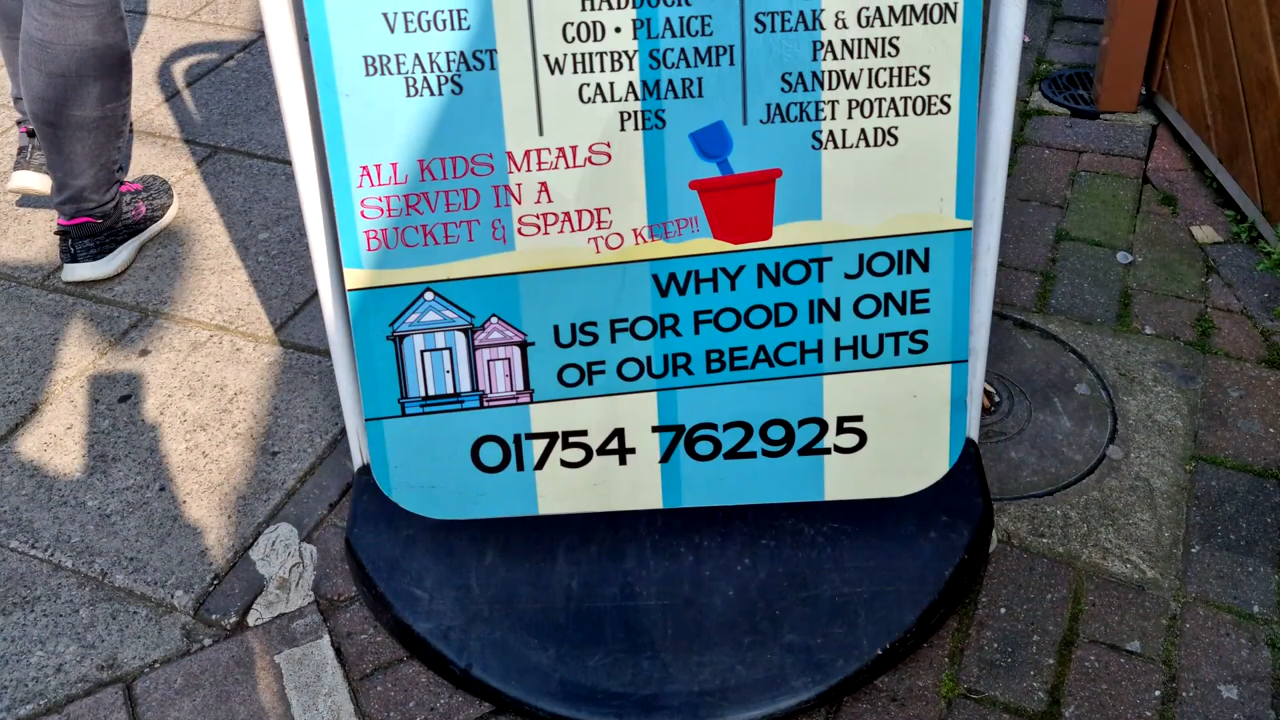 VEGGIE
BREAKFAST
BAPS
HADDOCK
COD • PLAICE
WHITBY SCAMPI
CALAMARI
PIES
STEAK & GAMMON
PANINIS
SANDWICHES
JACKET POTATOES
SALADS
ALL KIDS MEALS
SERVED IN A
BUCKET & SPADE
TO KEEP!!
WHY NOT JOIN
US FOR FOOD IN ONE
OF OUR BEACH HUTS
01754 762925